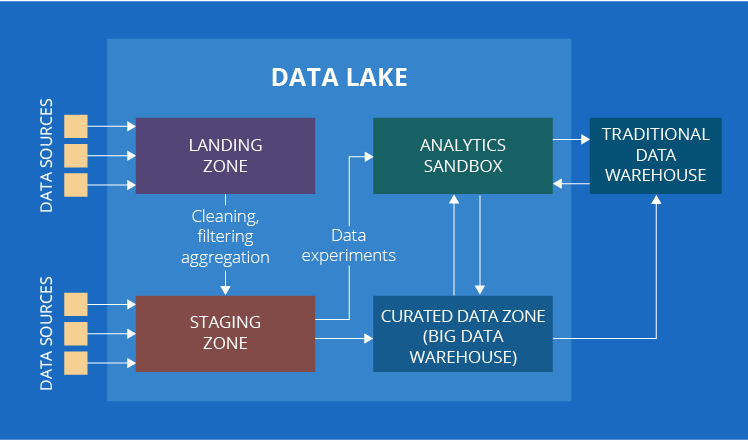 DATA LAKE
DATA SOURCES
LANDING
ZONE
ANALYTICS
SANDBOX
TRADITIONAL
DATA
WAREHOUSE
Cleaning,
filtering
aggregation
Data
experiments
DATA SOURCES
STAGING
ZONE
CURATED DATA ZONE
(BIG DATA
WAREHOUSE)